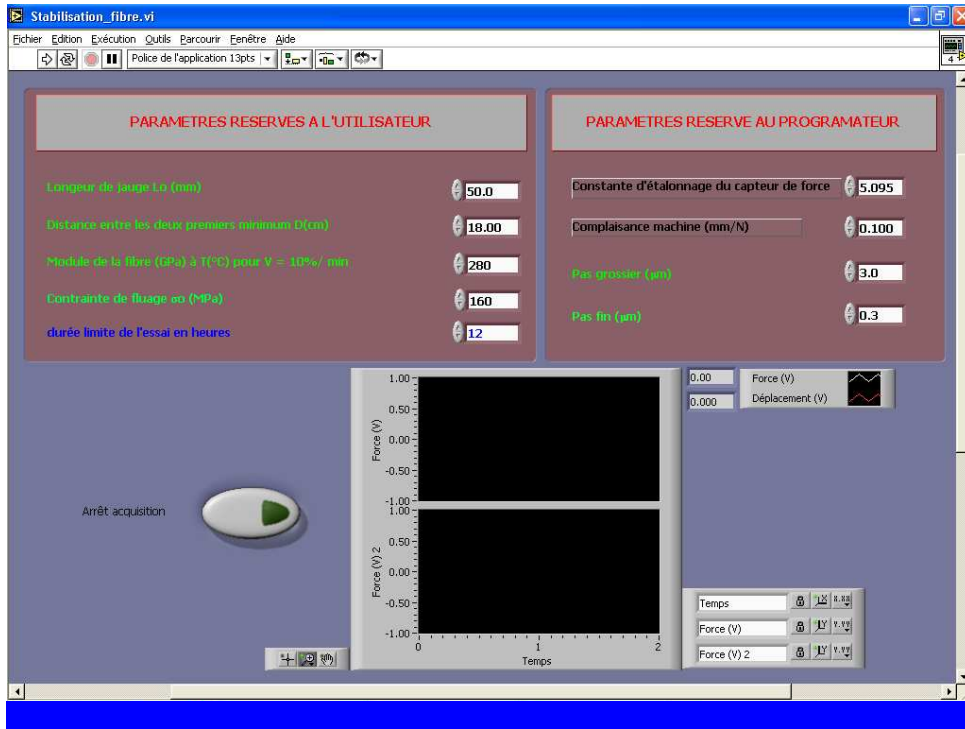 Stabilisation_fibre.vi
Fichier Edition Exécution Outils Parcourir Fenêtre Aide
Police de l'application 13pts
4
PARAMETRES RESERVES A L'UTILISATEUR
Longeur de jauge Lo (mm) 50.0
Distance entre les deux premiers minimum D(cm) 18.00
Module de la fibre (GPa) à T(°C) pour V = 10%/ min 280
Contrainte de fluage σo (MPa) 160
durée limite de l'essai en heures 12
PARAMETRES RESERVE AU PROGRAMATEUR
Constante d'étalonnage du capteur de force 5.095
Complaisance machine (mm/N) 0.100
Pas grossier (µm) 3.0
Pas fin (µm) 0.3
0.00 Force (V)
0.000 Déplacement (V)
Arrêt acquisition
Force (V)
1.00
0.50
0.00
-0.50
-1.00
Force (V) 2
1.00
0.50
0.00
-0.50
-1.00
0 1 2
Temps
Temps X X.XX
Force (V) Y Y.YY
Force (V) 2 Y Y.YY